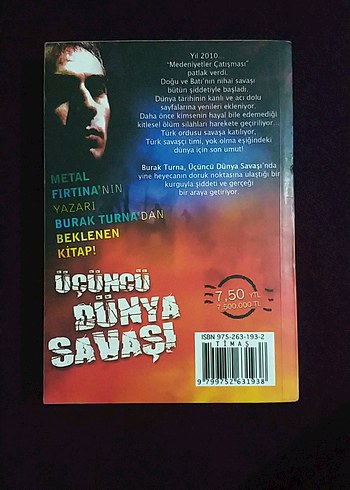 Yıl 2010...
"Medeniyetler Çatışması"
patlak verdi.
Doğu ve Batı'nın nihai savaşı
bütün şiddetiyle başladı.
Dünya tarihinin kanlı ve acı dolu
sayfalarına yenileri ekleniyor.
Daha önce kimsenin hayal bile edemediği
kitlesel ölüm silahları harekete geçiriliyor...
Türk ordusu savaşa katılıyor,
Türk savaşçı timi, yok olma eşiğindeki
dünya için son umut!
Burak Turna, Üçüncü Dünya Savaşı'nda
yine heyecanın doruk noktasına ulaştığı bir
kurguyla şiddeti ve gerçeği
bir araya getiriyor.
METAL
FIRTINA'NIN
YAZARI
BURAK TURNA'DAN
BEKLENEN
KİTAP!
ÜÇÜNCÜ
DÜNYA
SAVAŞI
7,50 YTL
7.500.000 TL
ISBN 975-263-193-2
TİMAŞ
9 799752 631938